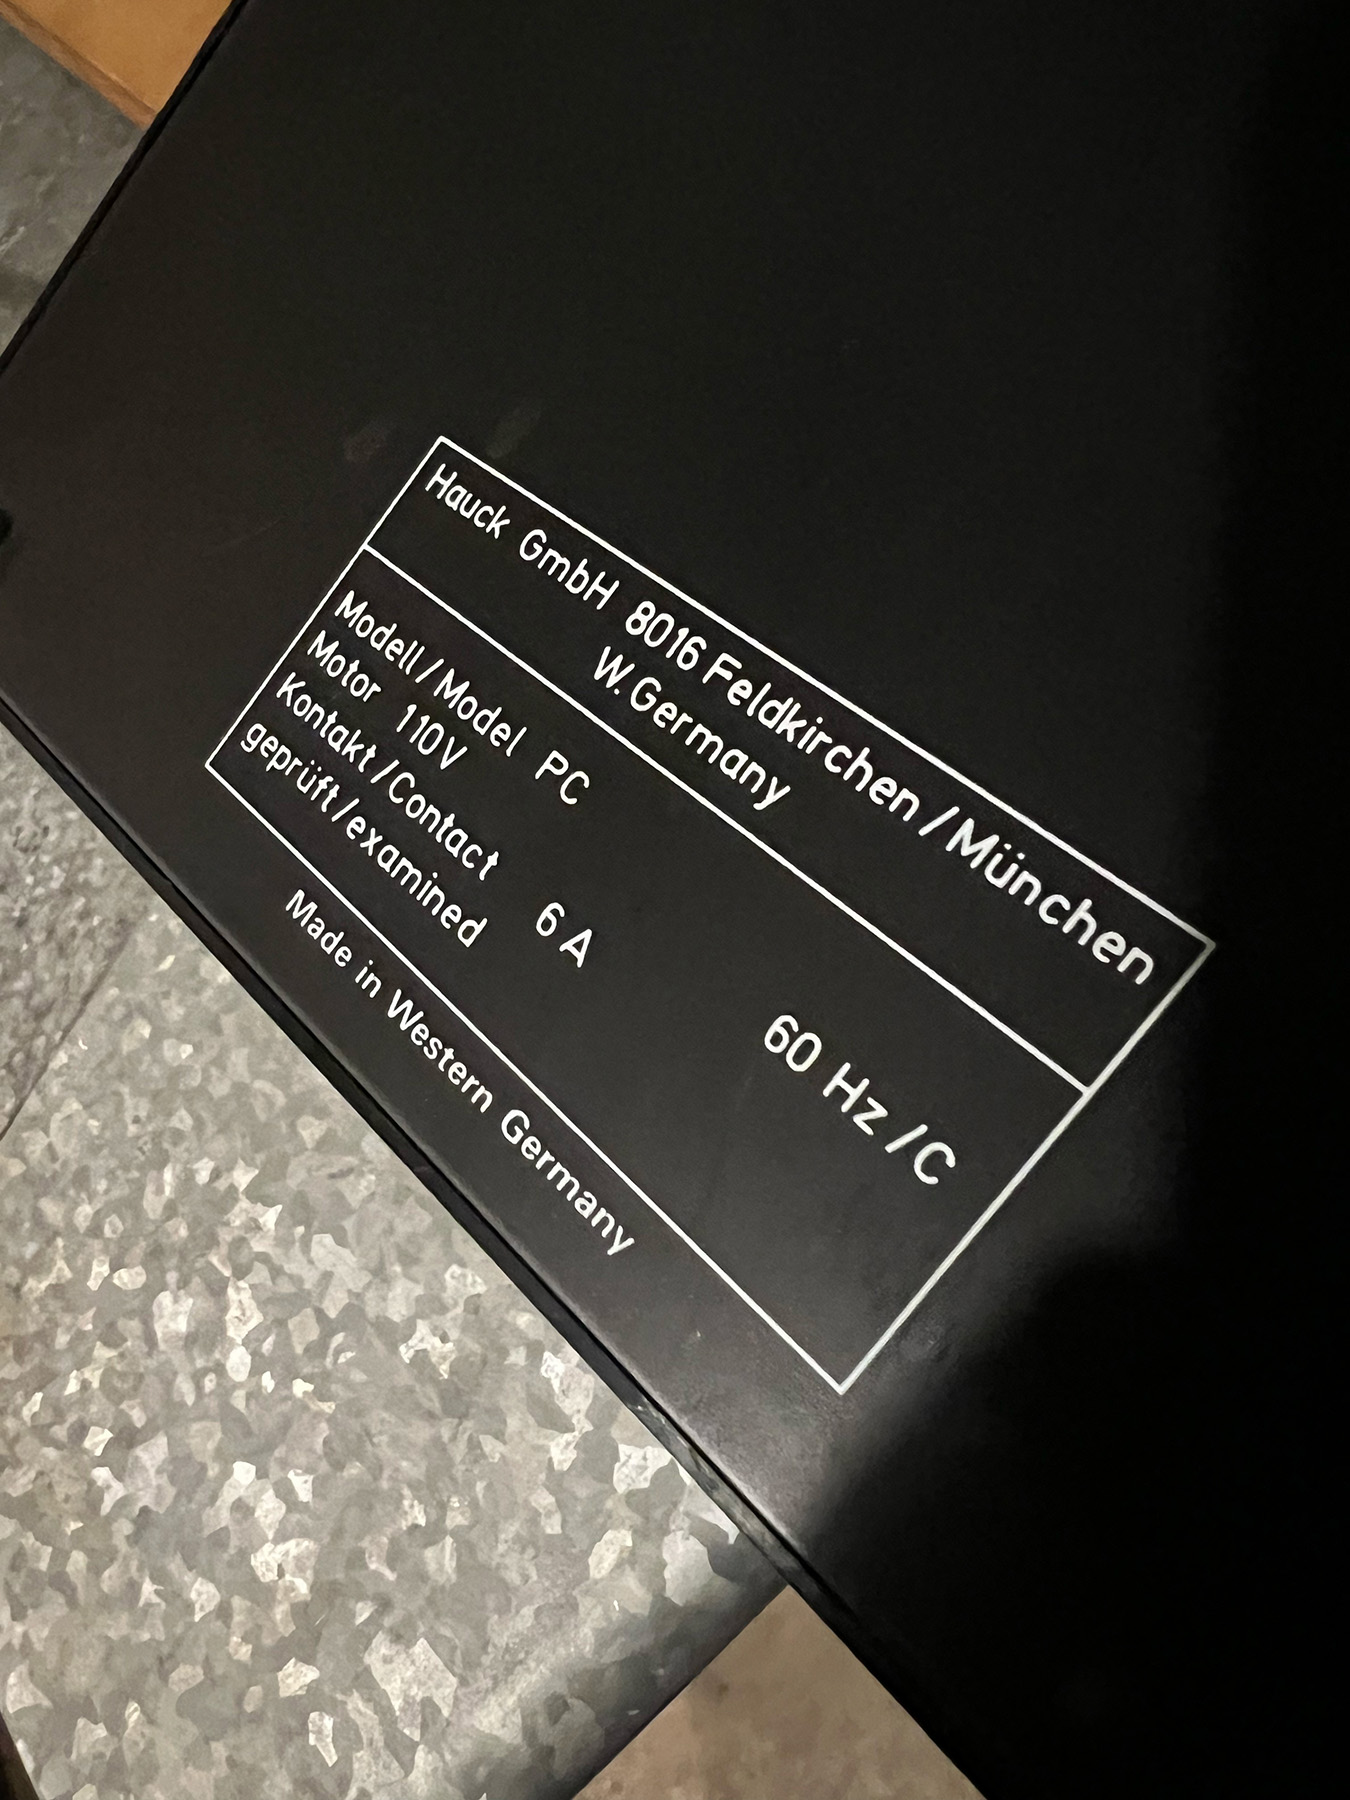 Hauck GmbH 8016 Feldkirchen/München
W.Germany
Modell/Model PC
Motor 110V 60 Hz/C
Kontakt/Contact 6A
geprüft/examined
Made in Western Germany